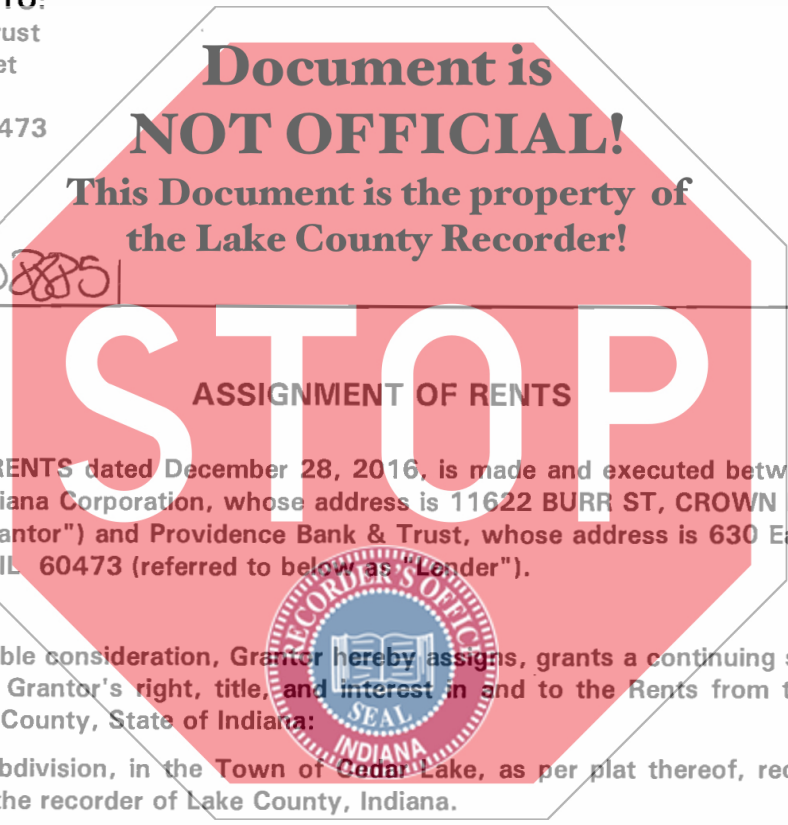 TO:
rust
et
473
Document is
NOT OFFICIAL!
This Document is the property of
the Lake County Recorder!
STOP
ASSIGNMENT OF RENTS
RENTS dated December 28, 2016, is made and executed betw
iana Corporation, whose address is 11622 BURR ST, CROWN
antor") and Providence Bank & Trust, whose address is 630 Ea
IL 60473 (referred to below as "Lender").
ble consideration, Grantor hereby assigns, grants a continuing s
Grantor's right, title, and interest in and to the Rents from t
County, State of Indiana:
bdivision, in the Town of Cedar Lake, as per plat thereof, rec
the recorder of Lake County, Indiana.
RECORDER'S OFFICE
SEAL
INDIANA